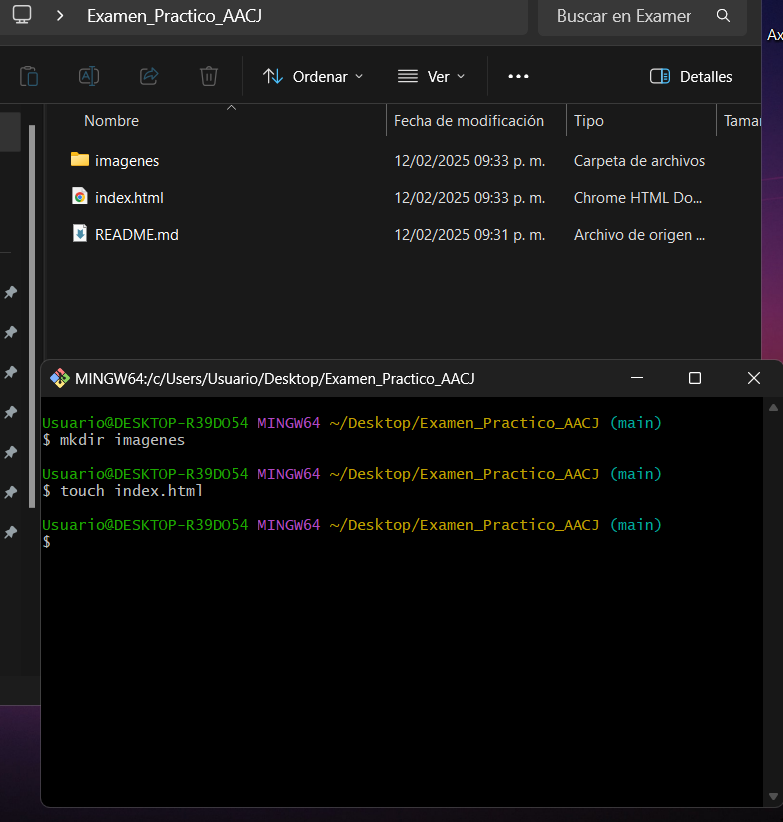 Examen_Practico_AACJ
Buscar en Examer
Ax
Ordenar
Ver
Detalles
Nombre
Fecha de modificación
Tipo
Tamaı
imagenes 12/02/2025 09:33 p. m. Carpeta de archivos
index.html 12/02/2025 09:33 p. m. Chrome HTML Do...
README.md 12/02/2025 09:31 p. m. Archivo de origen ...
MINGW64:/c/Users/Usuario/Desktop/Examen_Practico_AACJ
Usuario@DESKTOP-R39DO54 MINGW64 ~/Desktop/Examen_Practico_AACJ (main)
$ mkdir imagenes
Usuario@DESKTOP-R39DO54 MINGW64 ~/Desktop/Examen_Practico_AACJ (main)
$ touch index.html
Usuario@DESKTOP-R39DO54 MINGW64 ~/Desktop/Examen_Practico_AACJ (main)
$